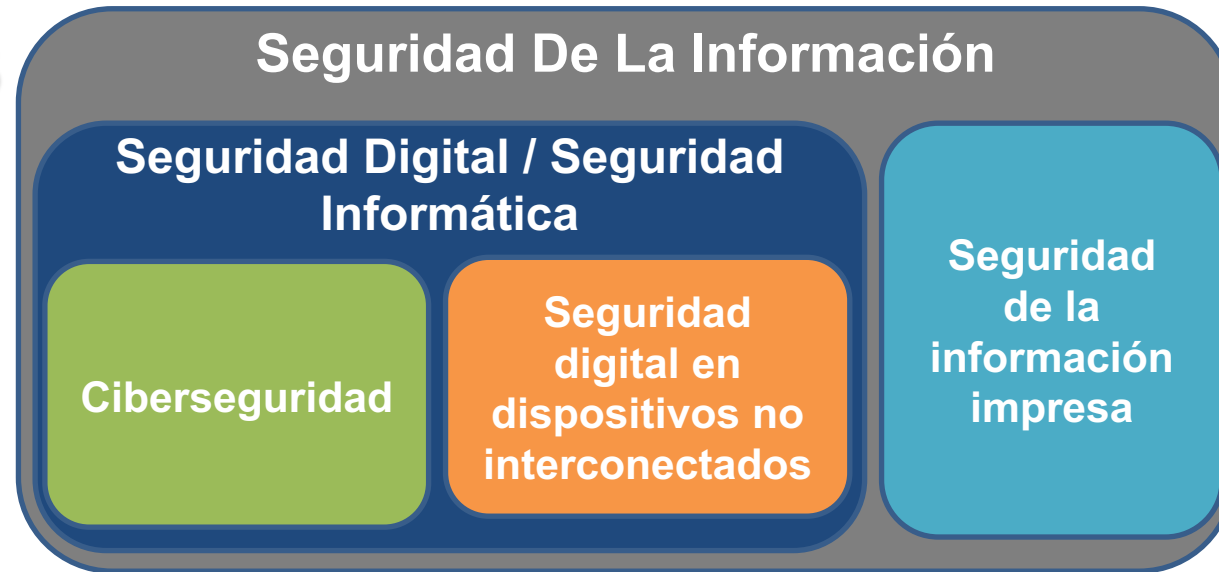 Seguridad De La Información
Seguridad Digital / Seguridad
Informática
Ciberseguridad
Seguridad
digital en
dispositivos no
interconectados
Seguridad
de la
información
impresa